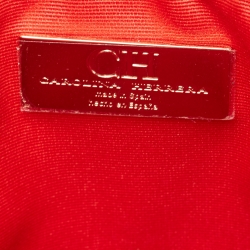 CH
CAROLINA HERRERA
made in Spain
hecho en España